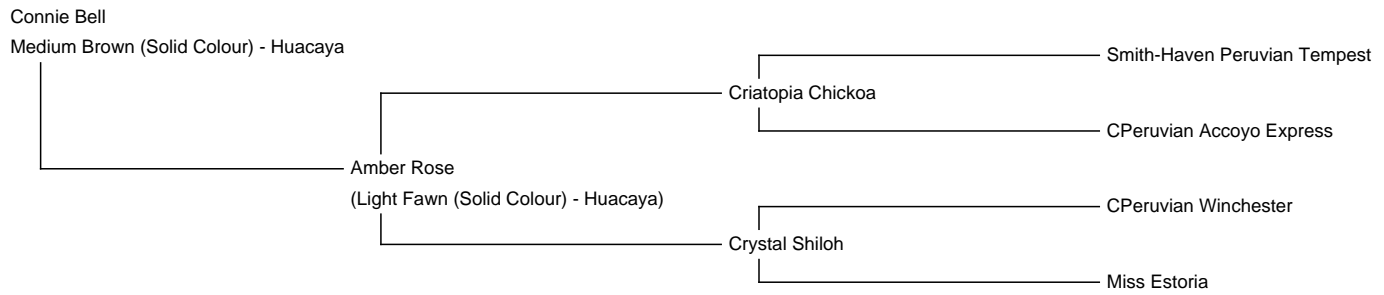 Connie Bell
Medium Brown (Solid Colour) - Huacaya
Smith-Haven Peruvian Tempest
Criatopia Chickoa
CPeruvian Accoyo Express
Amber Rose
(Light Fawn (Solid Colour) - Huacaya)
CPeruvian Winchester
Crystal Shiloh
Miss Estoria